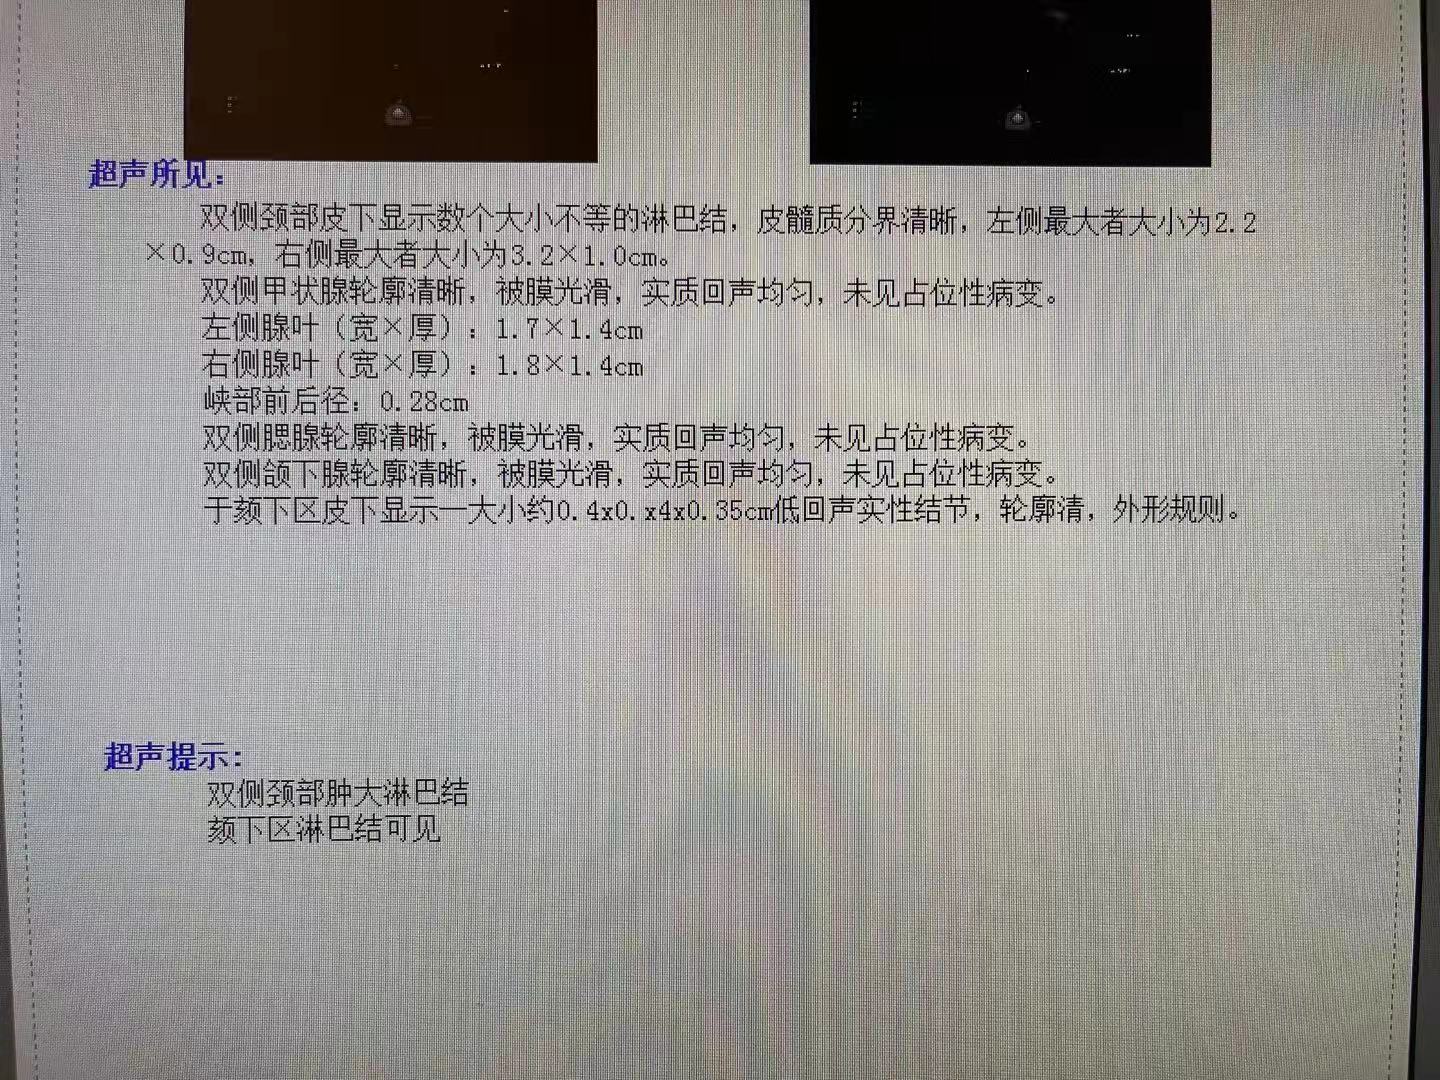 超声所见:
双侧颈部皮下显示数个大小不等的淋巴结，皮髓质分界清晰，左侧最大者大小为2.2
×0.9cm，右侧最大者大小为3.2×1.0cm。
双侧甲状腺轮廓清晰，被膜光滑，实质回声均匀，未见占位性病变。
左侧腺叶（宽×厚）：1.7×1.4cm
右侧腺叶（宽×厚）：1.8×1.4cm
峡部前后径：0.28cm
双侧腮腺轮廓清晰，被膜光滑，实质回声均匀，未见占位性病变。
双侧颌下腺轮廓清晰，被膜光滑，实质回声均匀，未见占位性病变。
于颏下区皮下显示一大小约0.4x0.x4x0.35cm低回声实性结节，轮廓清，外形规则。
超声提示:
双侧颈部肿大淋巴结
颏下区淋巴结可见